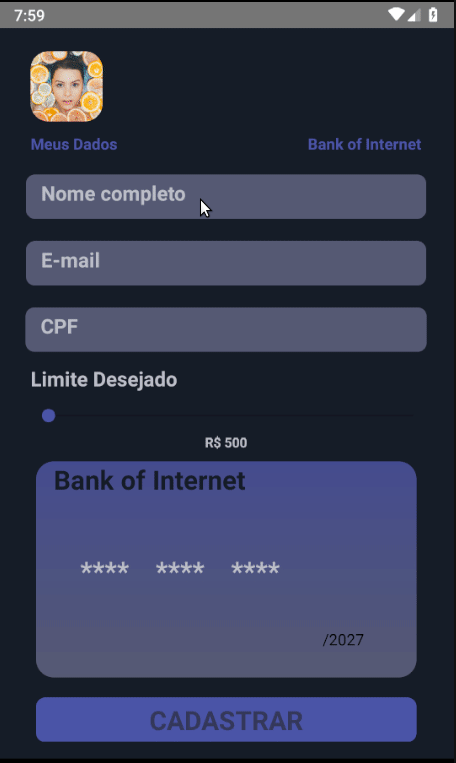 7:59
Meus Dados Bank of Internet
Nome completo
E-mail
CPF
Limite Desejado
R$ 500
Bank of Internet
**** **** ****
/2027
CADASTRAR